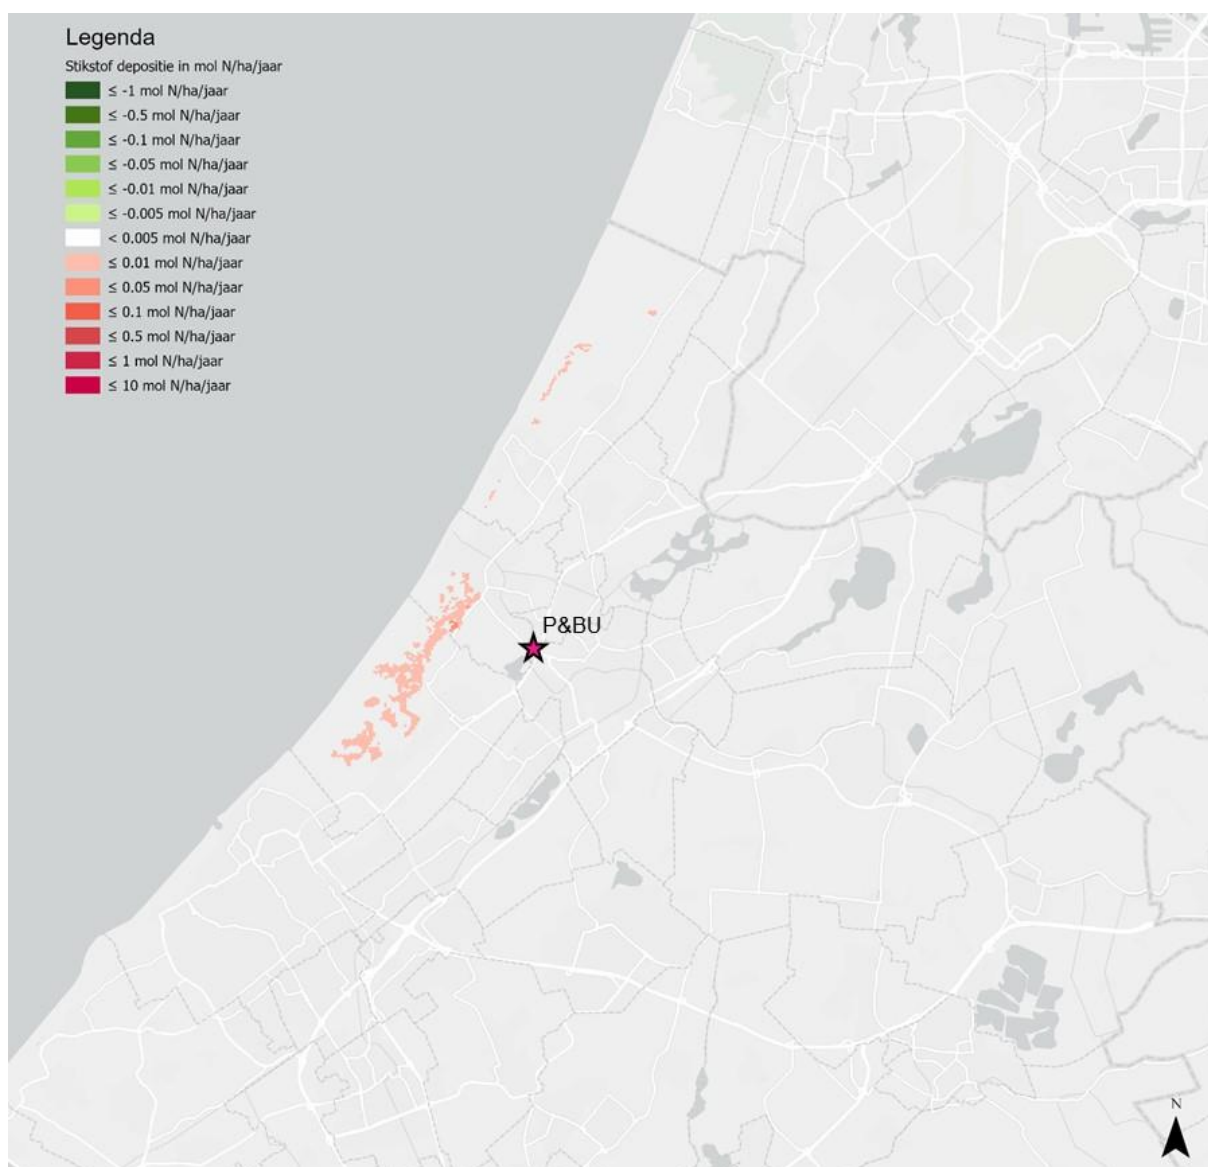 Legenda
Stikstof depositie in mol N/ha/jaar
≤ -1 mol N/ha/jaar
≤ -0.5 mol N/ha/jaar
≤ -0.1 mol N/ha/jaar
≤ -0.05 mol N/ha/jaar
≤ -0.01 mol N/ha/jaar
≤ -0.005 mol N/ha/jaar
< 0.005 mol N/ha/jaar
≤ 0.01 mol N/ha/jaar
≤ 0.05 mol N/ha/jaar
≤ 0.1 mol N/ha/jaar
≤ 0.5 mol N/ha/jaar
≤ 1 mol N/ha/jaar
≤ 10 mol N/ha/jaar
P&BU
N